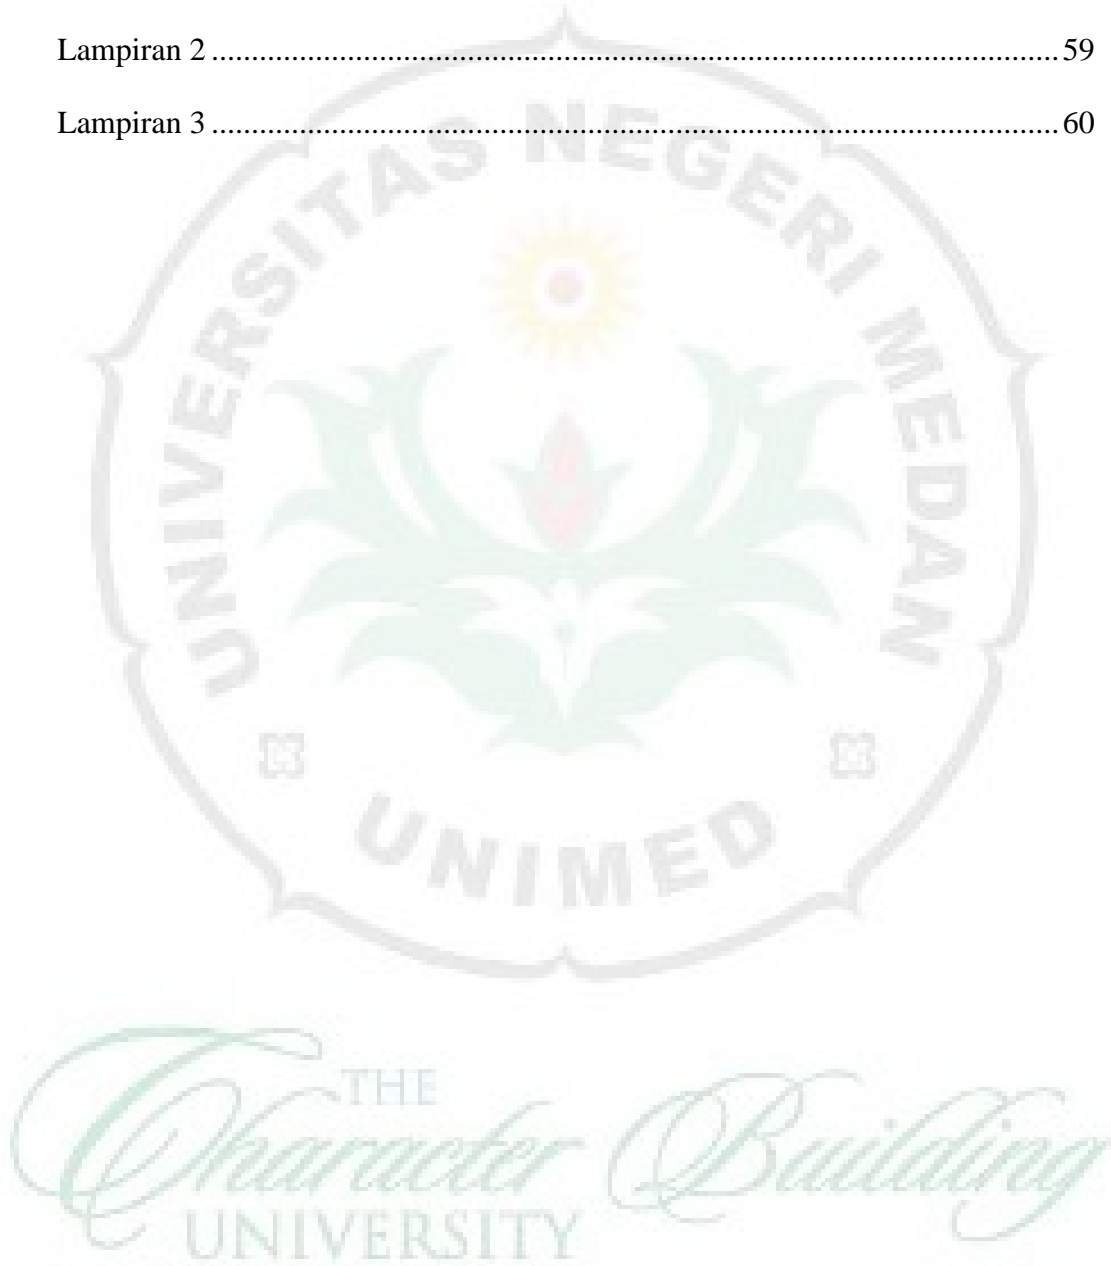 Lampiran 2 ........................................................................................................... 59
Lampiran 3 ........................................................................................................... 60
UNIVERSITAS NEGERI MEDAN
UNIMED
THE
Character Building
UNIVERSITY